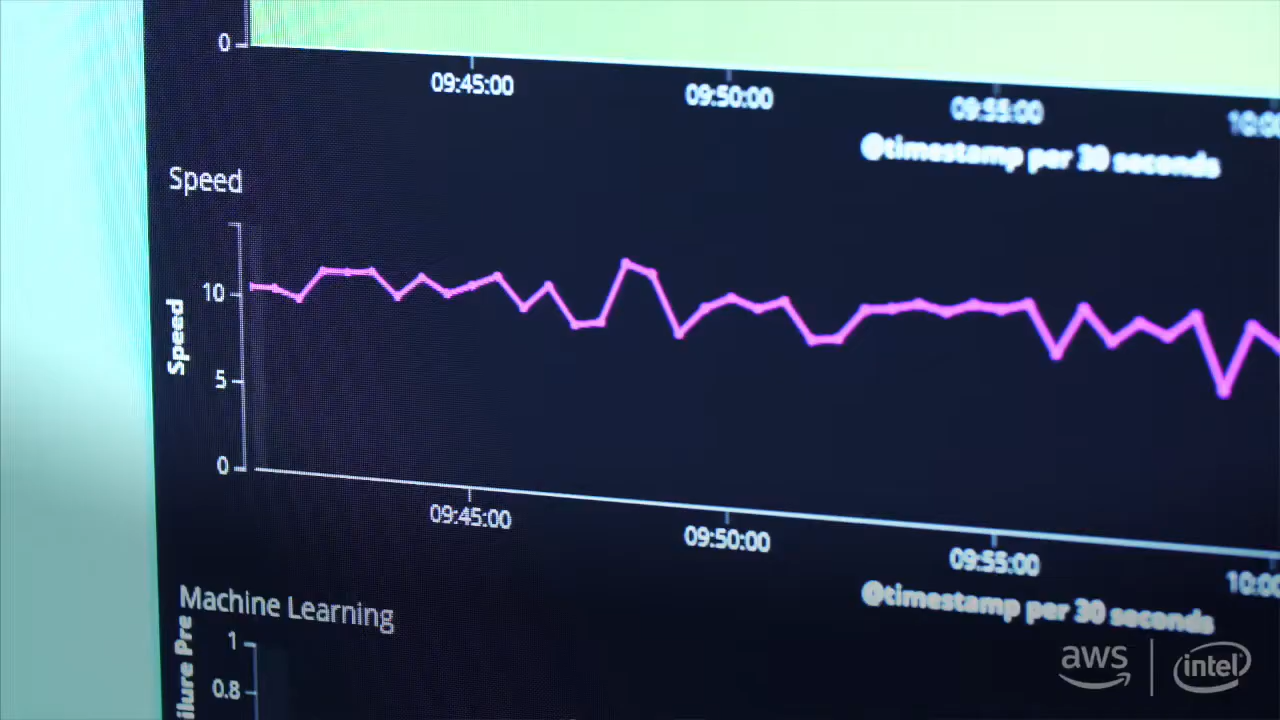 0
09:45:00
09:50:00
09:55:00
@timestamp per 30 seconds
Speed
Speed
10
5
0
09:45:00
09:50:00
09:55:00
@timestamp per 30 seconds
Machine Learning
1
0.8
aws
intel